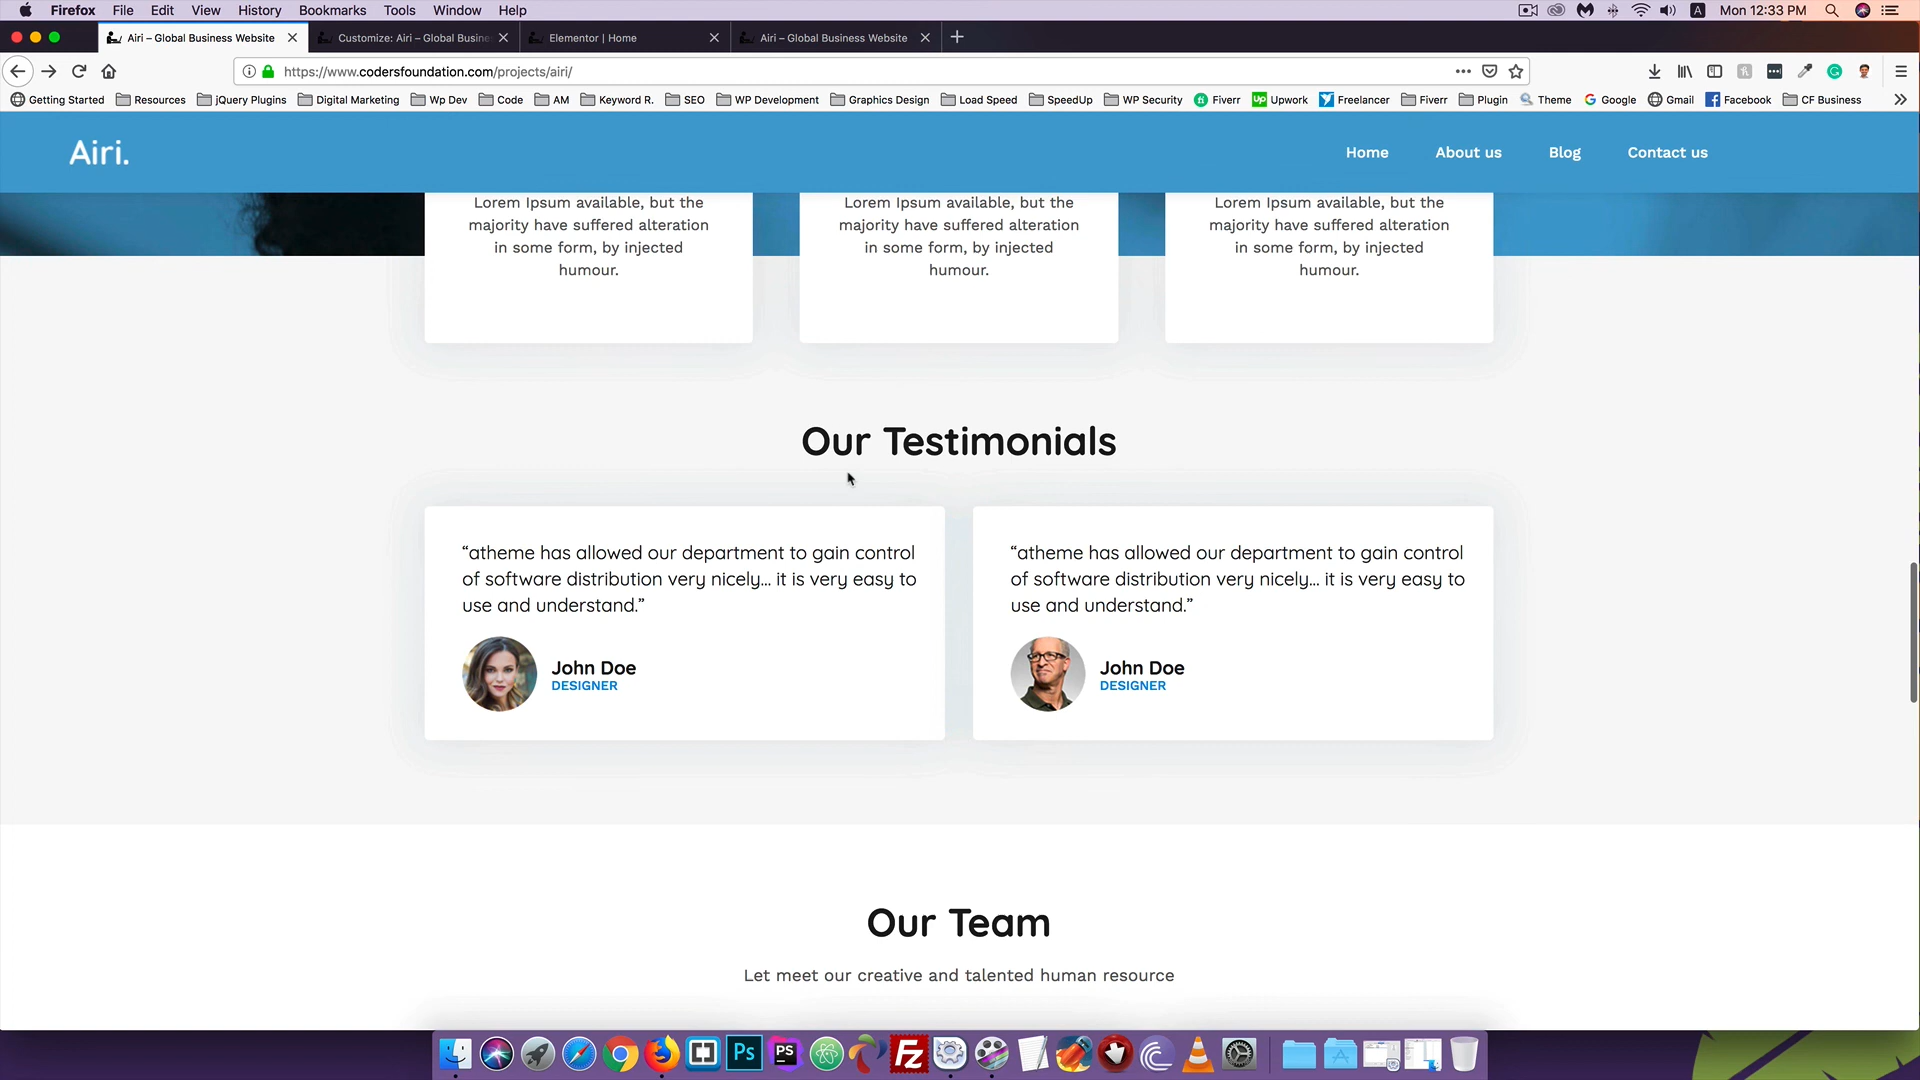 Firefox File Edit View History Bookmarks Tools Window Help
A Mon 12:33 PM
Airi – Global Business Website
Customize: Airi – Global Busine
Elementor | Home
Airi – Global Business Website
https://www.codersfoundation.com/projects/airi/
Getting Started Resources jQuery Plugins Digital Marketing Wp Dev Code AM Keyword R. SEO WP Development Graphics Design Load Speed SpeedUp WP Security Fiverr Upwork Freelancer Fiverr Plugin Theme Google Gmail Facebook CF Business
Airi.
Home About us Blog Contact us
Lorem Ipsum available, but the
majority have suffered alteration
in some form, by injected
humour.
Lorem Ipsum available, but the
majority have suffered alteration
in some form, by injected
humour.
Lorem Ipsum available, but the
majority have suffered alteration
in some form, by injected
humour.
Our Testimonials
“atheme has allowed our department to gain control
of software distribution very nicely... it is very easy to
use and understand.”
John Doe
DESIGNER
“atheme has allowed our department to gain control
of software distribution very nicely... it is very easy to
use and understand.”
John Doe
DESIGNER
Our Team
Let meet our creative and talented human resource
Ps PS Fz